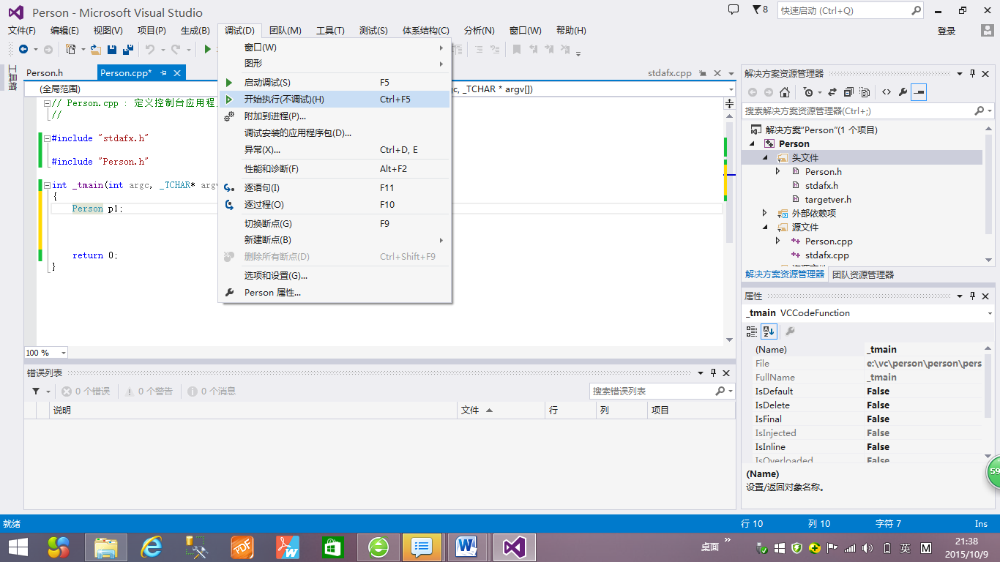 Person - Microsoft Visual Studio
8
快速启动 (Ctrl+Q)
文件(F) 编辑(E) 视图(V) 项目(P) 生成(B) 调试(D) 团队(M) 工具(T) 测试(S) 体系结构(C) 分析(N) 窗口(W) 帮助(H)
登录
工具箱
Person.h Person.cpp* stdafx.cpp
(全局范围)
gc, _TCHAR * argv[])
// Person.cpp : 定义控制台应用程
//
#include "stdafx.h"
#include "Person.h"
int _tmain(int argc, _TCHAR* argv
{
Person p1;
return 0;
}
100 %
窗口(W)
图形
启动调试(S) F5
开始执行(不调试)(H) Ctrl+F5
附加到进程(P)...
调试安装的应用程序包(D)...
异常(X)... Ctrl+D, E
性能和诊断(F) Alt+F2
逐语句(I) F11
逐过程(O) F10
切换断点(G) F9
新建断点(B)
删除所有断点(D) Ctrl+Shift+F9
选项和设置(G)...
Person 属性...
解决方案资源管理器
搜索解决方案资源管理器(Ctrl+;)
解决方案"Person"(1 个项目)
Person
头文件
Person.h
stdafx.h
targetver.h
外部依赖项
源文件
Person.cpp
stdafx.cpp
解决方案资源管理器 团队资源管理器
属性
_tmain VCCodeFunction
(Name) _tmain
File e:\vc\person\person\pers
FullName _tmain
IsDefault False
IsDelete False
IsFinal False
IsInjected False
IsInline False
IsOverloaded False
(Name)
设置/返回对象名称。
59
错误列表
0 个错误 0 个警告 0 个消息
搜索错误列表
说明 文件 行 列 项目
就绪
行 10 列 10 字符 7 Ins
桌面
英
M
21:38
2015/10/9